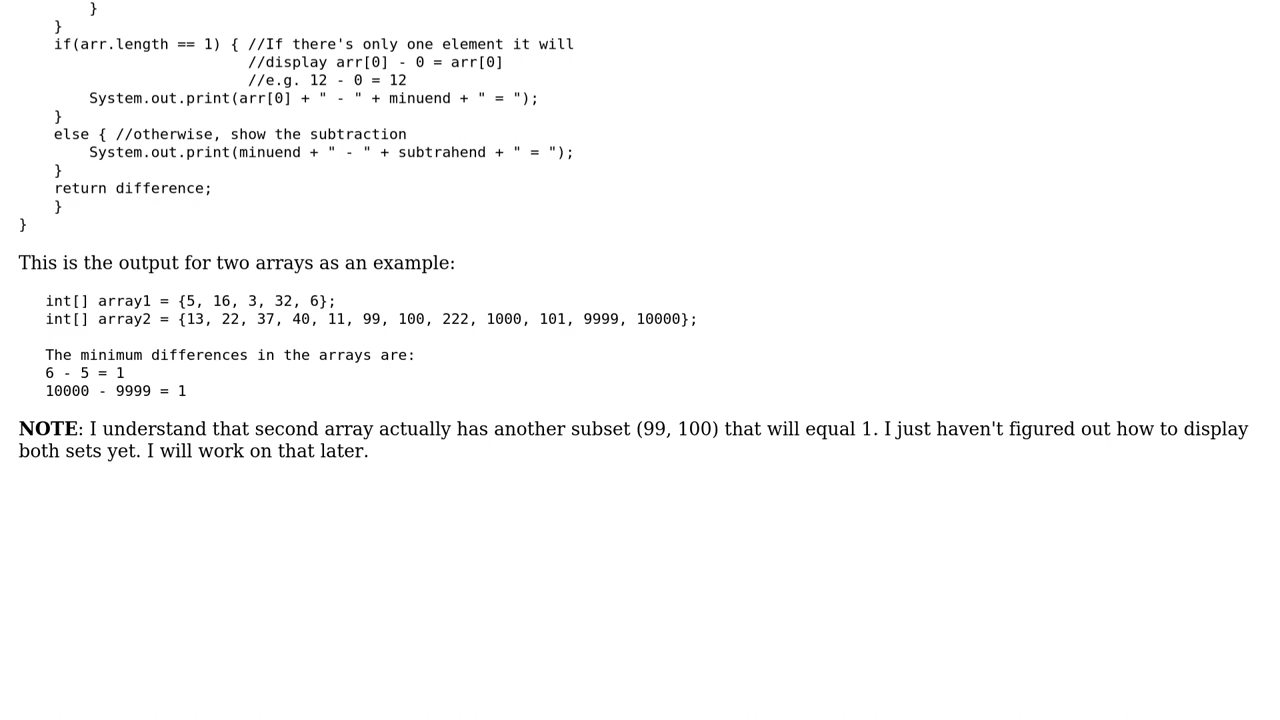 }
    }
    if(arr.length == 1) { //If there's only one element it will
                          //display arr[0] - 0 = arr[0]
                          //e.g. 12 - 0 = 12
        System.out.print(arr[0] + " - " + minuend + " = ");
    }
    else { //otherwise, show the subtraction
        System.out.print(minuend + " - " + subtrahend + " = ");
    }
    return difference;
    }
}
This is the output for two arrays as an example:
   int[] array1 = {5, 16, 3, 32, 6};
   int[] array2 = {13, 22, 37, 40, 11, 99, 100, 222, 1000, 101, 9999, 10000};
   The minimum differences in the arrays are:
   6 - 5 = 1
   10000 - 9999 = 1
NOTE: I understand that second array actually has another subset (99, 100) that will equal 1. I just haven't figured out how to display
both sets yet. I will work on that later.